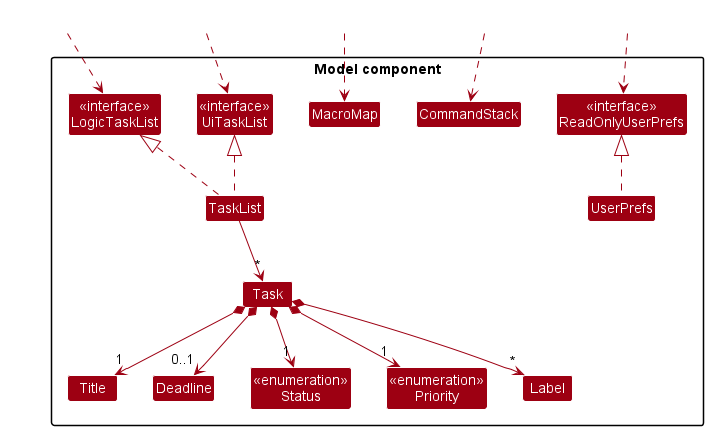 Model component
«interface»
LogicTaskList
«interface»
UiTaskList
MacroMap
CommandStack
«interface»
ReadOnlyUserPrefs
TaskList
UserPrefs
*
Task
1
0..1
1
1
*
Title
Deadline
«enumeration»
Status
«enumeration»
Priority
Label